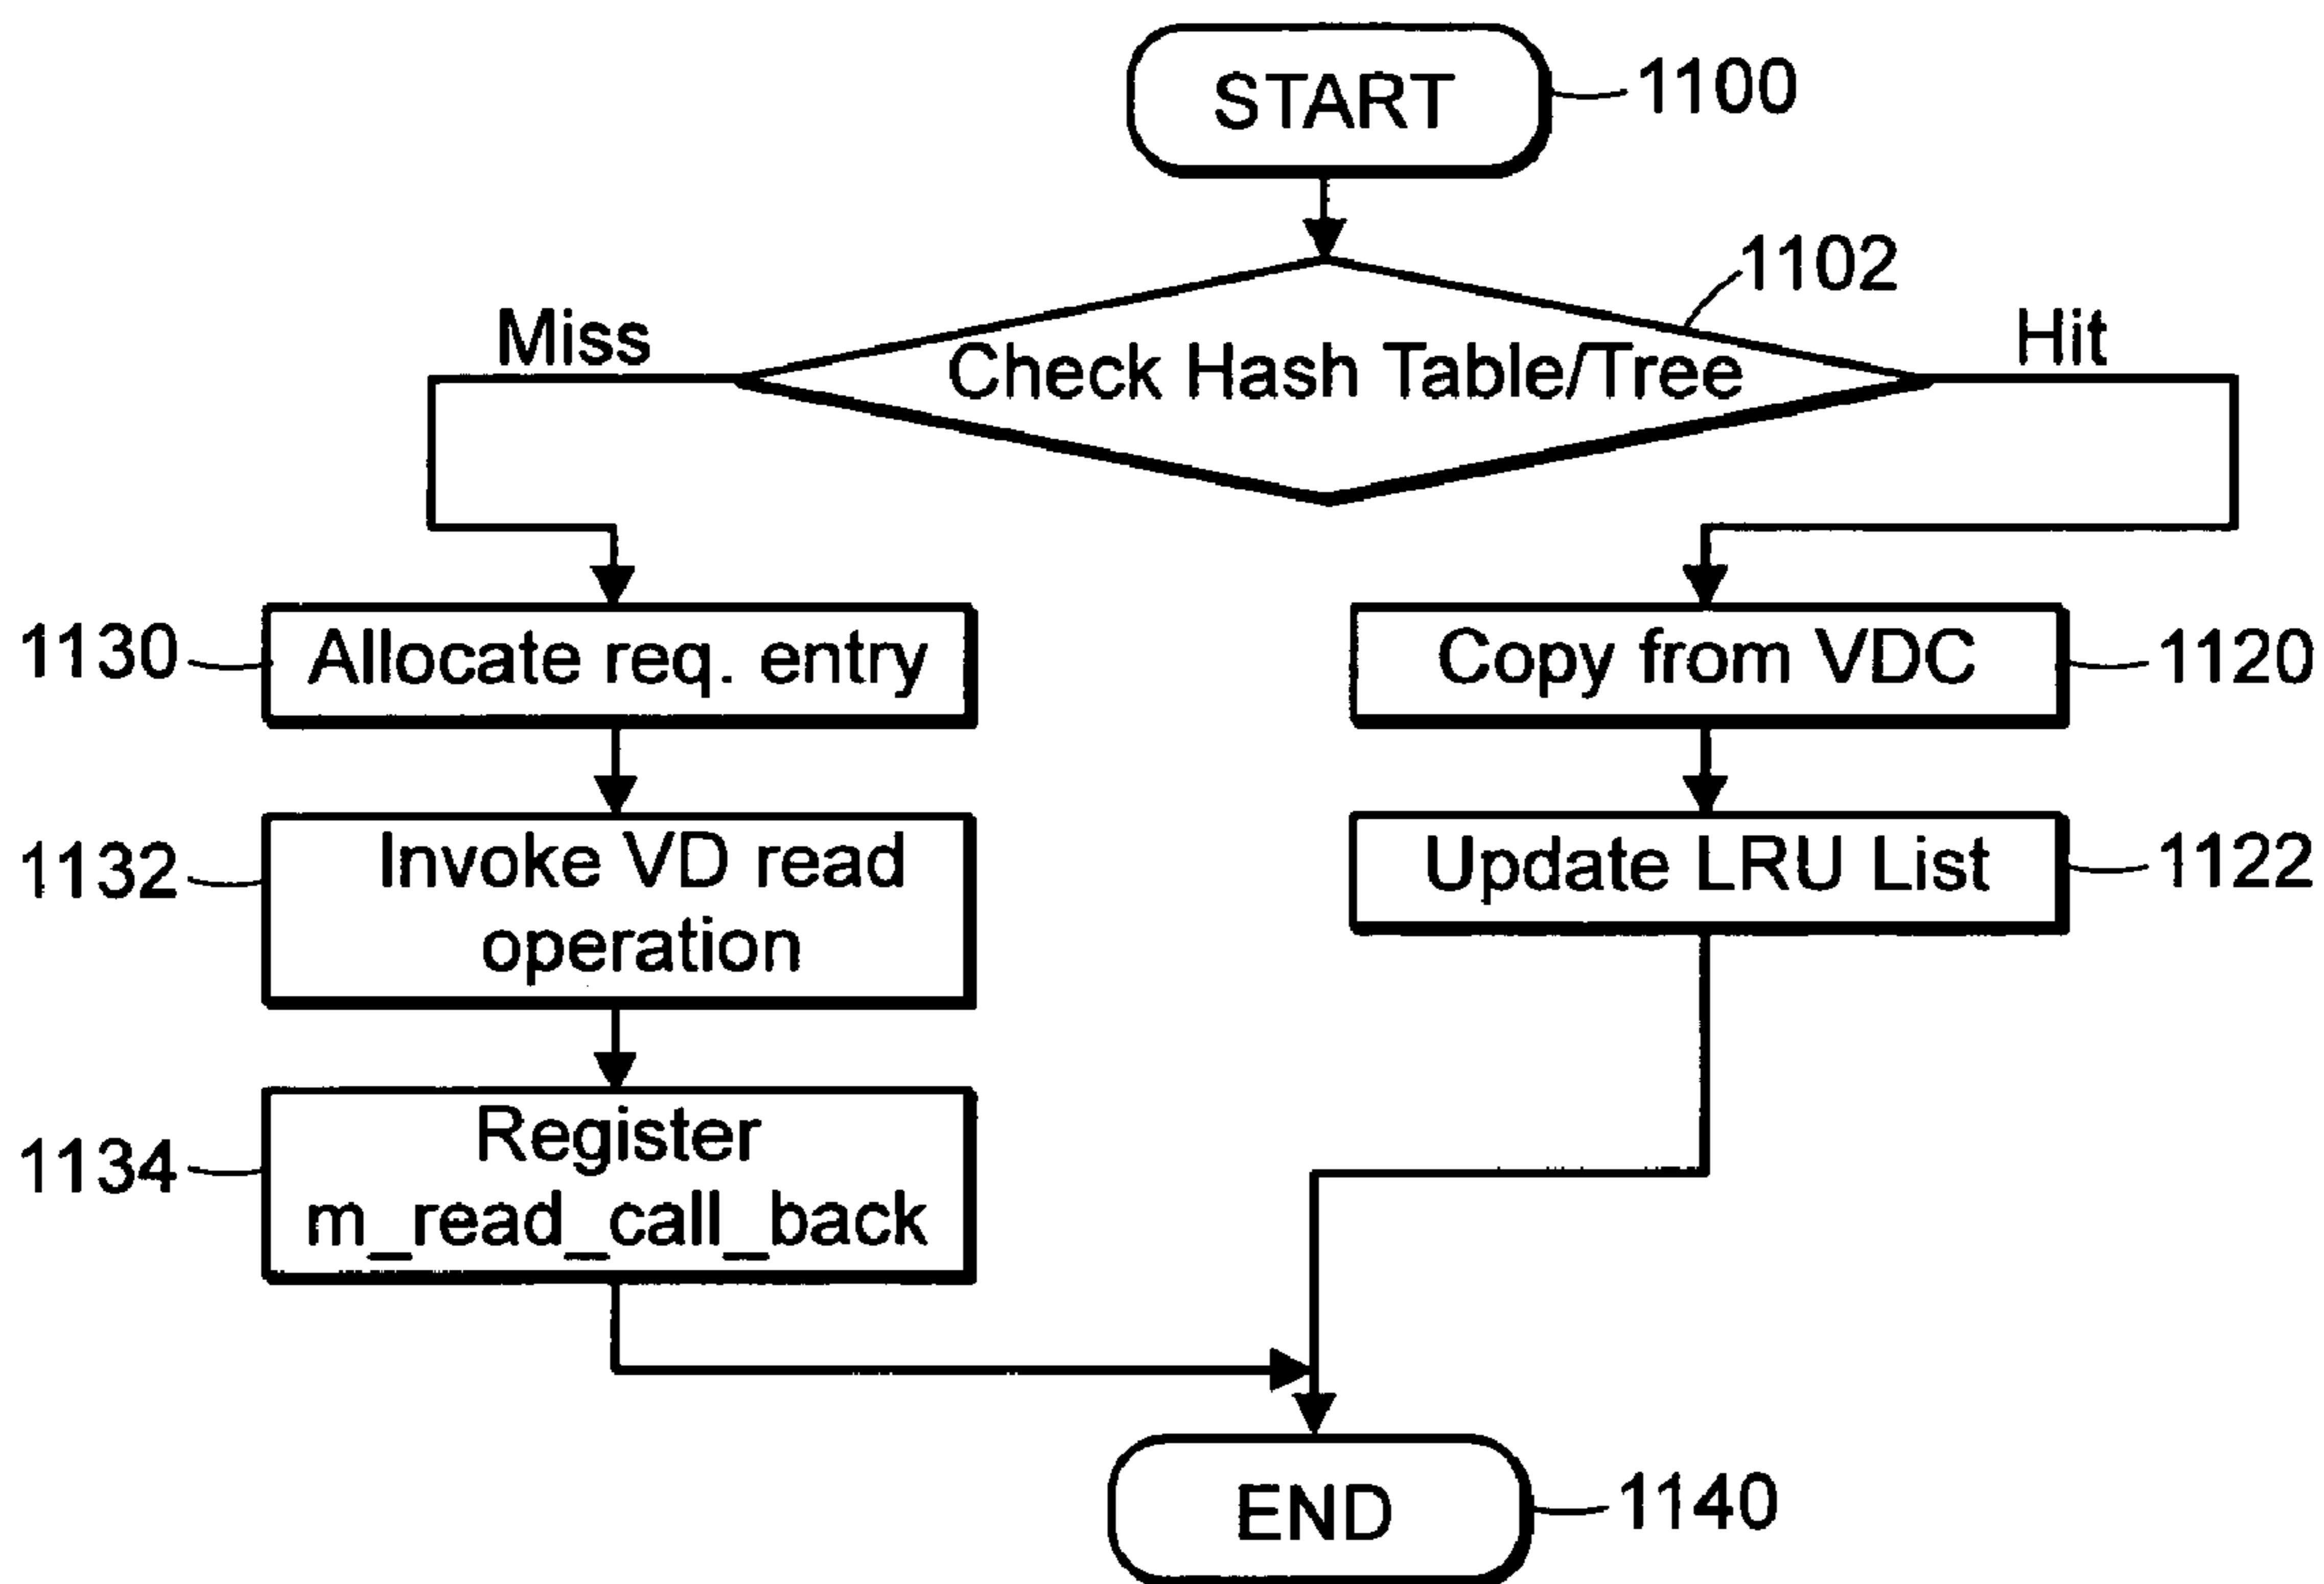 START
1100
1102
Miss
Hit
Check Hash Table/Tree
1130
Allocate req. entry
Copy from VDC
1120
1132
Invoke VD read
operation
Update LRU List
1122
1134
Register
m_read_call_back
END
1140